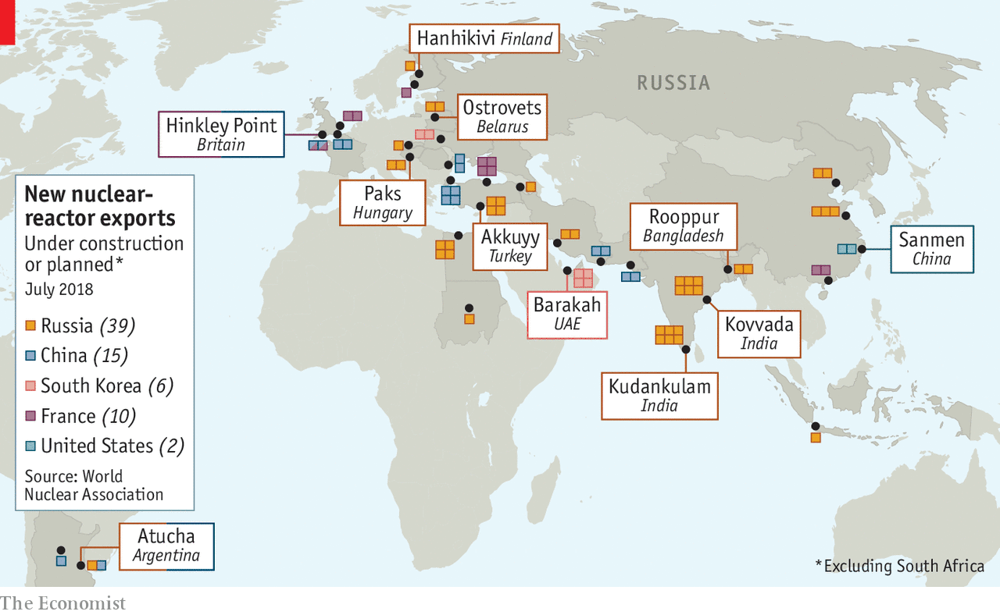 Hanhikivi Finland
RUSSIA
Ostrovets
Belarus
Hinkley Point
Britain
New nuclear-
reactor exports
Under construction
or planned*
July 2018
Russia (39)
China (15)
South Korea (6)
France (10)
United States (2)
Source: World
Nuclear Association
Paks
Hungary
Akkuyy
Turkey
Rooppur
Bangladesh
Sanmen
China
Barakah
UAE
Kovvada
India
Kudankulam
India
Atucha
Argentina
*Excluding South Africa
The Economist